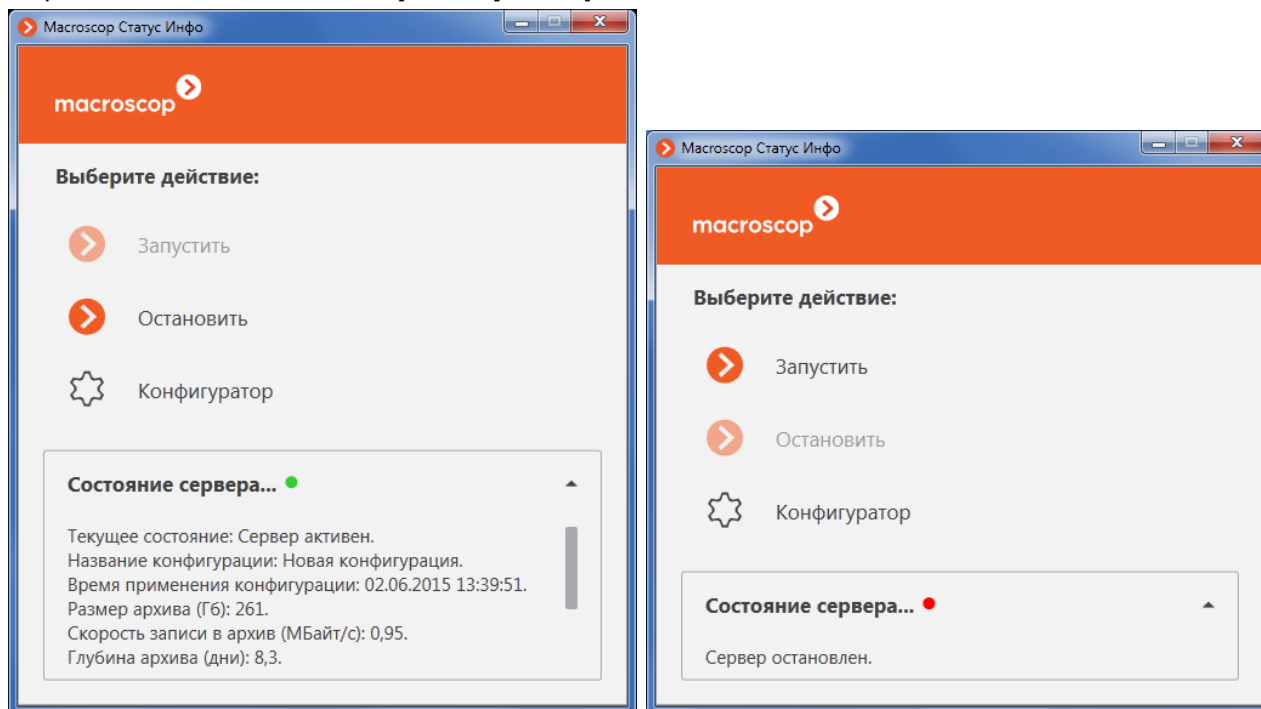 Macroscop Статус Инфо
macroscop
Выберите действие:
Запустить
Остановить
Конфигуратор
Состояние сервера...
Текущее состояние: Сервер активен.
Название конфигурации: Новая конфигурация.
Время применения конфигурации: 02.06.2015 13:39:51.
Размер архива (Гб): 261.
Скорость записи в архив (МБайт/с): 0,95.
Глубина архива (дни): 8,3.
Macroscop Статус Инфо
macroscop
Выберите действие:
Запустить
Остановить
Конфигуратор
Состояние сервера...
Сервер остановлен.